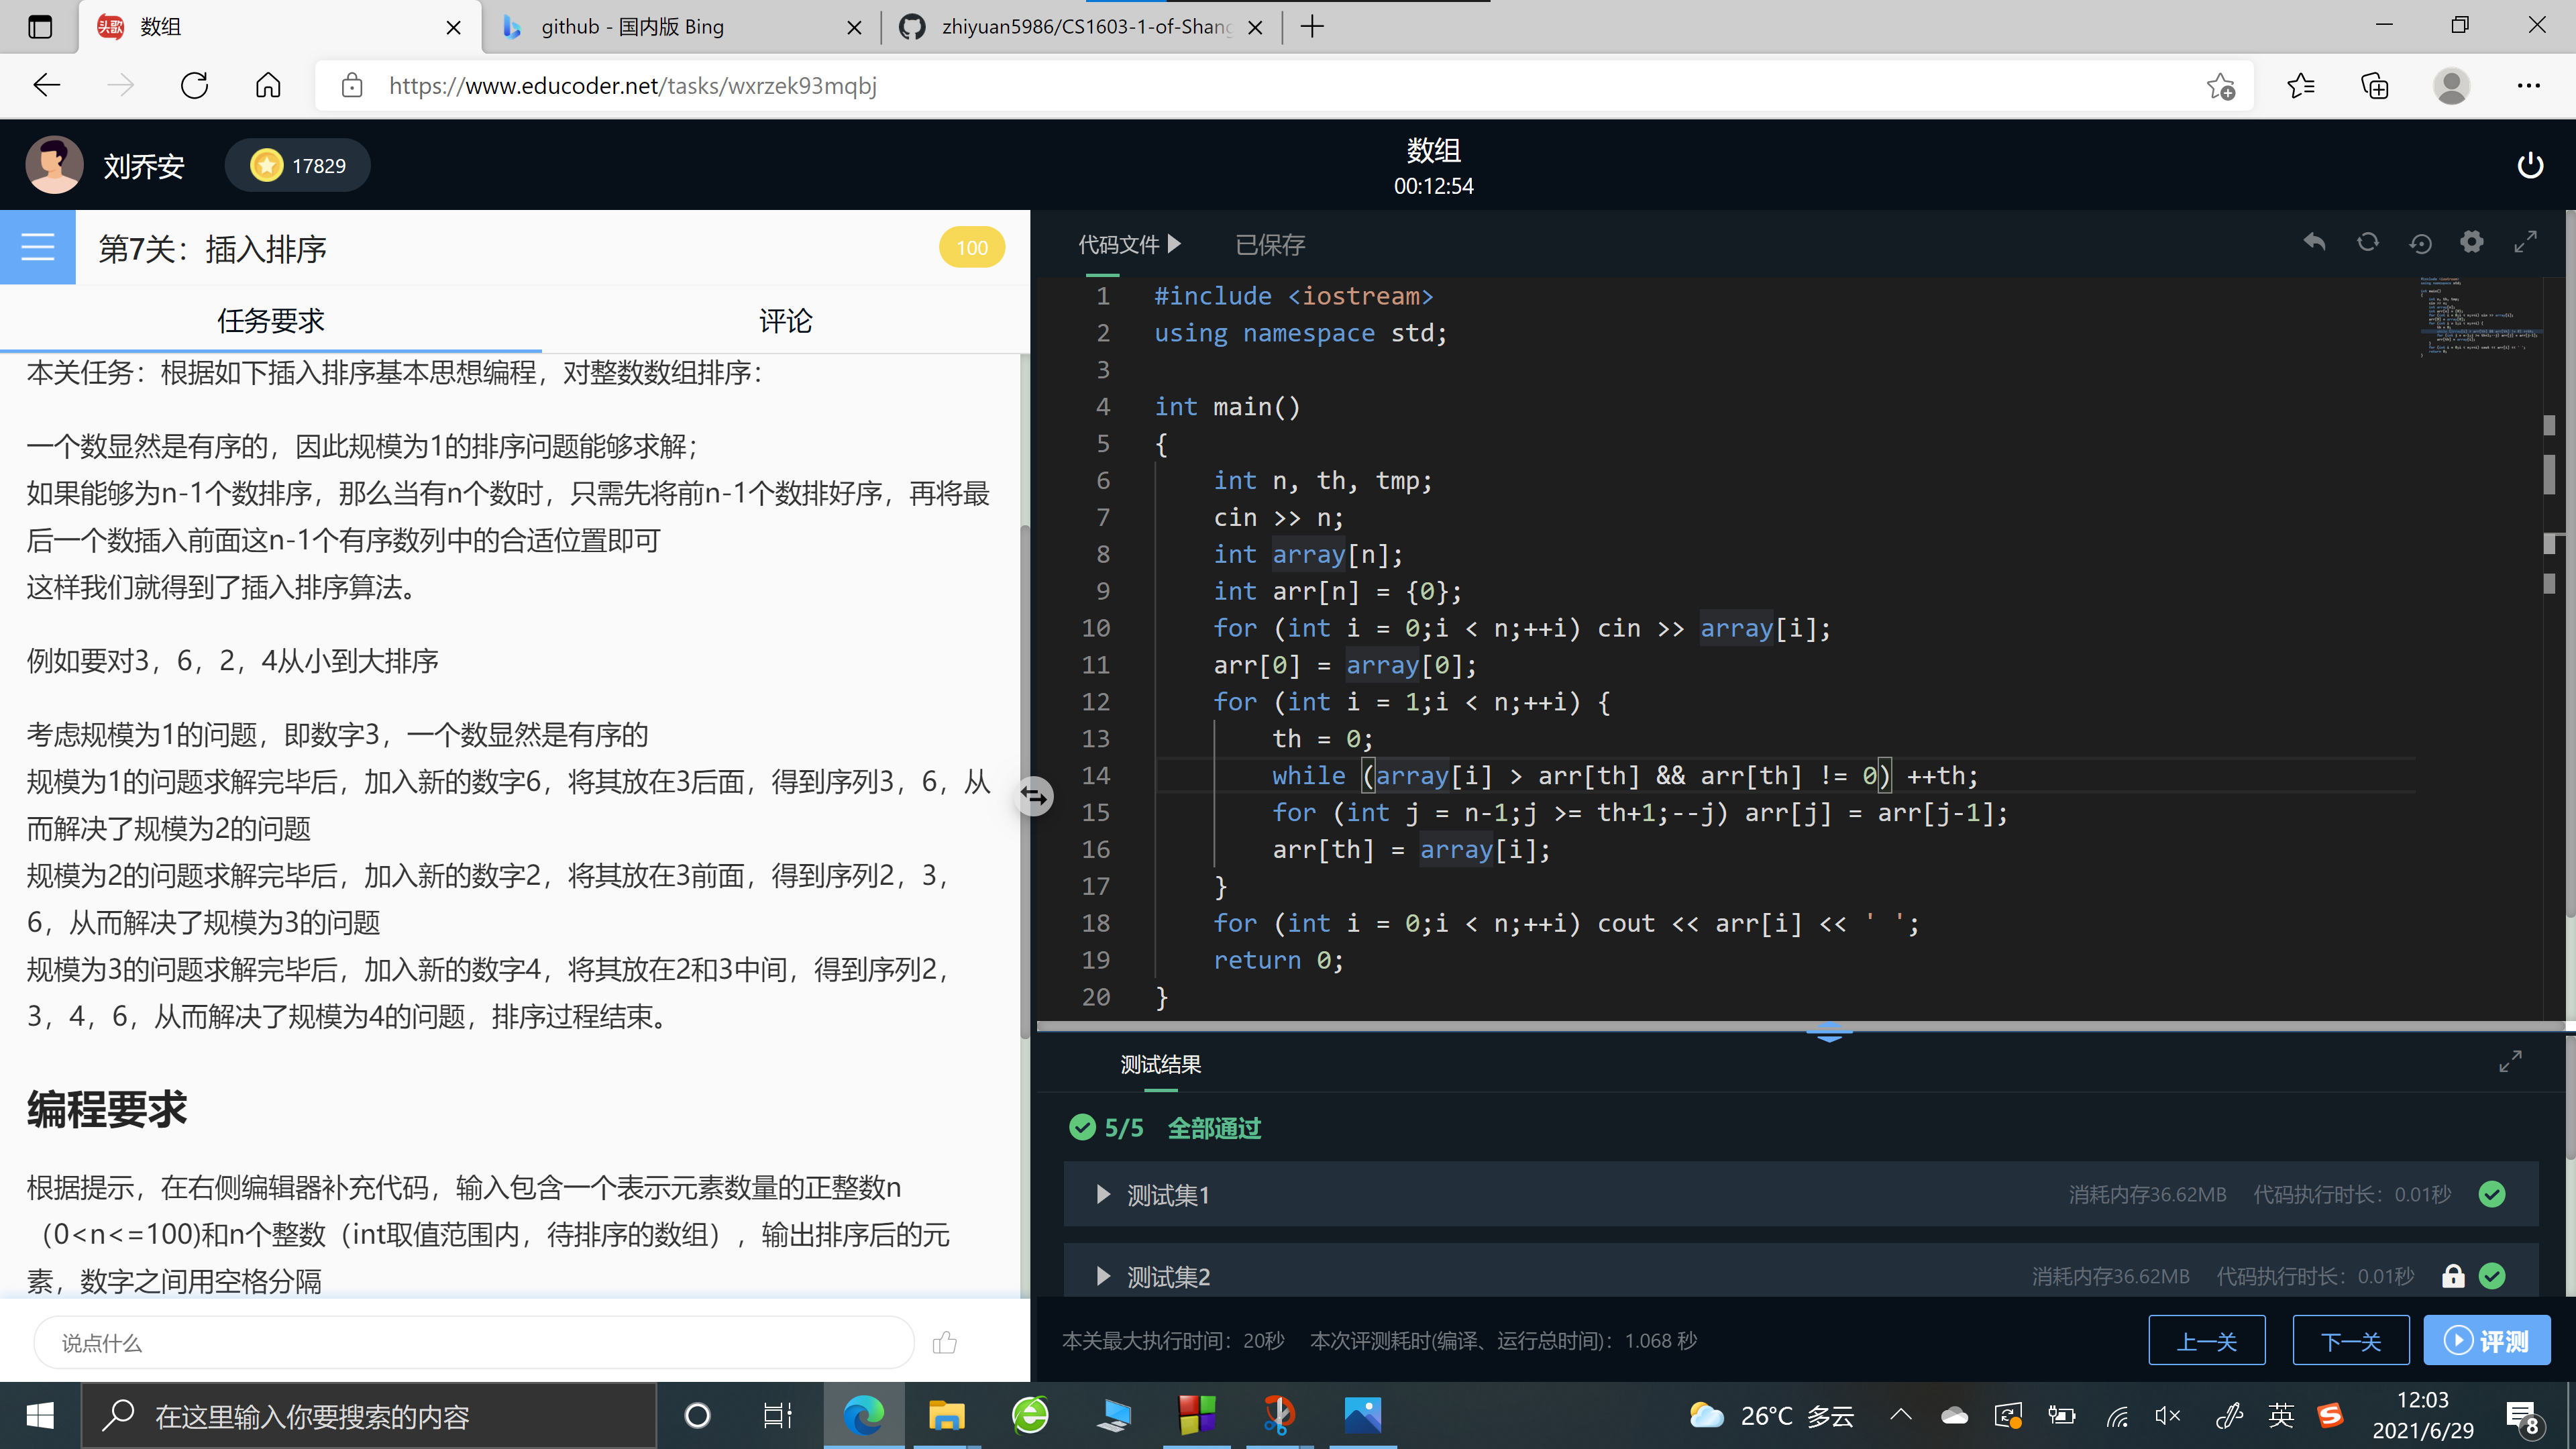 数组
github - 国内版 Bing
zhiyuan5986/CS1603-1-of-Shang
https://www.educoder.net/tasks/wxrzek93mqbj
刘乔安
17829
数组
00:12:54
第7关：插入排序
100
任务要求
评论
本关任务：根据如下插入排序基本思想编程，对整数数组排序：
一个数显然是有序的，因此规模为1的排序问题能够求解；
如果能够为n-1个数排序，那么当有n个数时，只需先将前n-1个数排好序，再将最
后一个数插入前面这n-1个有序数列中的合适位置即可
这样我们就得到了插入排序算法。
例如要对3，6，2，4从小到大排序
考虑规模为1的问题，即数字3，一个数显然是有序的
规模为1的问题求解完毕后，加入新的数字6，将其放在3后面，得到序列3，6，从
而解决了规模为2的问题
规模为2的问题求解完毕后，加入新的数字2，将其放在3前面，得到序列2，3，
6，从而解决了规模为3的问题
规模为3的问题求解完毕后，加入新的数字4，将其放在2和3中间，得到序列2，
3，4，6，从而解决了规模为4的问题，排序过程结束。
编程要求
根据提示，在右侧编辑器补充代码，输入包含一个表示元素数量的正整数n
（0<n<=100)和n个整数（int取值范围内，待排序的数组），输出排序后的元
素，数字之间用空格分隔
说点什么
代码文件
已保存
1 #include <iostream>
2 using namespace std;
3
4 int main()
5 {
6 int n, th, tmp;
7 cin >> n;
8 int array[n];
9 int arr[n] = {0};
10 for (int i = 0;i < n;++i) cin >> array[i];
11 arr[0] = array[0];
12 for (int i = 1;i < n;++i) {
13 th = 0;
14 while (array[i] > arr[th] && arr[th] != 0) ++th;
15 for (int j = n-1;j >= th+1;--j) arr[j] = arr[j-1];
16 arr[th] = array[i];
17 }
18 for (int i = 0;i < n;++i) cout << arr[i] << ' ';
19 return 0;
20 }
测试结果
5/5 全部通过
测试集1 消耗内存36.62MB 代码执行时长：0.01秒
测试集2 消耗内存36.62MB 代码执行时长：0.01秒
本关最大执行时间：20秒 本次评测耗时(编译、运行总时间)：1.068 秒
上一关
下一关
评测
在这里输入你要搜索的内容
26°C 多云
英
12:03
2021/6/29
8